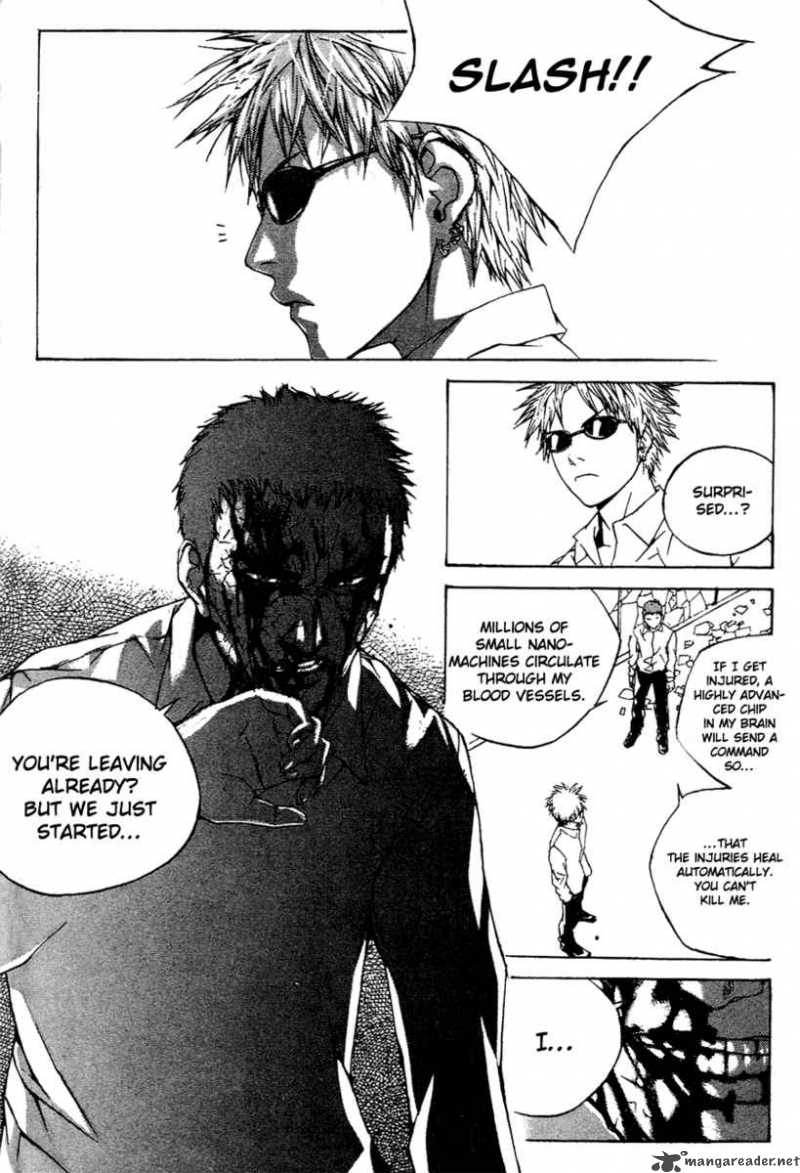 SLASH!!
YOU'RE LEAVING
ALREADY?
BUT WE JUST
STARTED...
SURPRI-
SED...?
MILLIONS OF
SMALL NANO-
MACHINES CIRCULATE
THROUGH MY
BLOOD VESSELS.
IF I GET
INJURED, A
HIGHLY ADVAN-
CED CHIP
IN MY BRAIN
WILL SEND A
COMMAND
SO...
...THAT
THE INJURIES HEAL
AUTOMATICALLY.
YOU CAN'T
KILL ME.
I...
mangareader.net